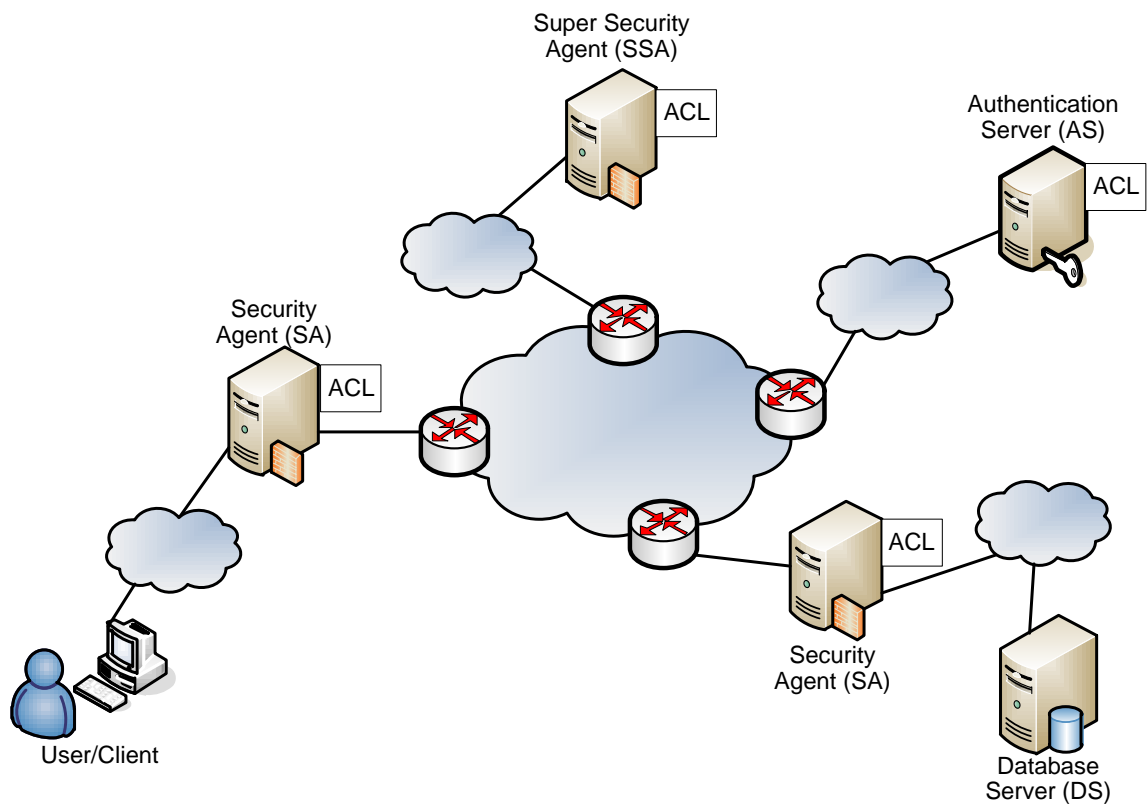 Super Security
Agent (SSA)
ACL
Authentication
Server (AS)
ACL
Security
Agent (SA)
ACL
ACL
Security
Agent (SA)
User/Client
Database
Server (DS)